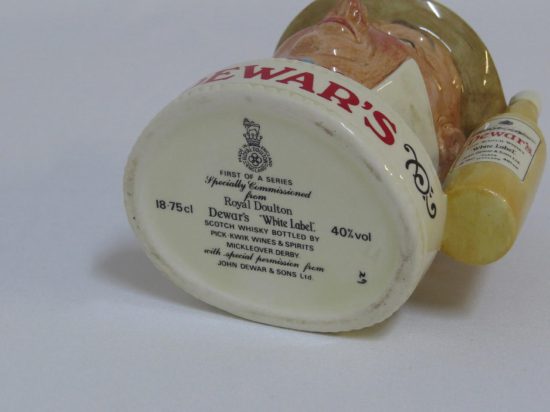 DEWAR'S
FIRST OF A SERIES
Specially Commissioned
from
Royal Doulton
18·75cl Dewar's "White Label". 40%vol
SCOTCH WHISKY BOTTLED BY
PICK-KWIK WINES & SPIRITS
MICKLEOVER DERBY.
with special permission from
JOHN DEWAR & SONS Ltd.
29
Dewar's
White Label